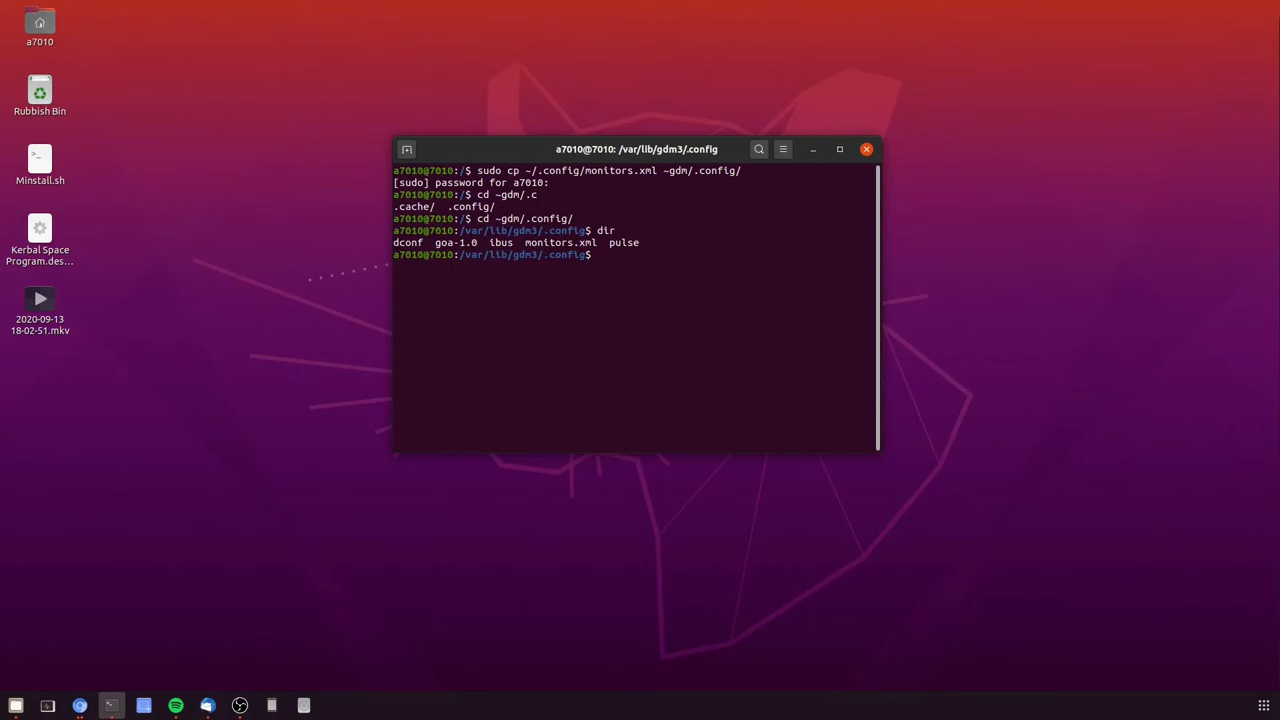 a7010
Rubbish Bin
Minstall.sh
Kerbal Space
Program.des...
2020-09-13
18-02-51.mkv
a7010@7010: /var/lib/gdm3/.config
a7010@7010:/$ sudo cp ~/.config/monitors.xml ~gdm/.config/
[sudo] password for a7010:
a7010@7010:/$ cd ~gdm/.c
.cache/  .config/
a7010@7010:/$ cd ~gdm/.config/
a7010@7010:/var/lib/gdm3/.config$ dir
dconf  goa-1.0  ibus  monitors.xml  pulse
a7010@7010:/var/lib/gdm3/.config$